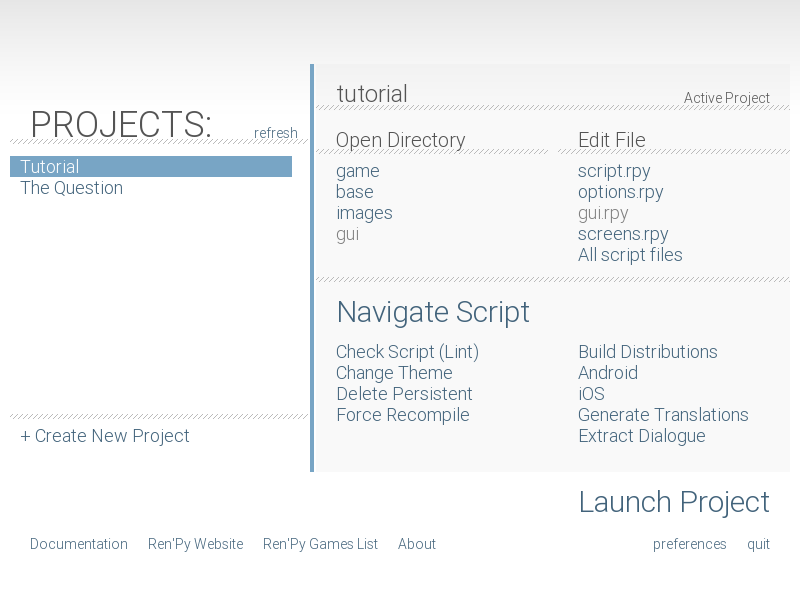 PROJECTS:
refresh
Tutorial
The Question
+ Create New Project
tutorial
Active Project
Open Directory
game
base
images
gui
Edit File
script.rpy
options.rpy
gui.rpy
screens.rpy
All script files
Navigate Script
Check Script (Lint)
Change Theme
Delete Persistent
Force Recompile
Build Distributions
Android
iOS
Generate Translations
Extract Dialogue
Launch Project
Documentation
Ren'Py Website
Ren'Py Games List
About
preferences
quit